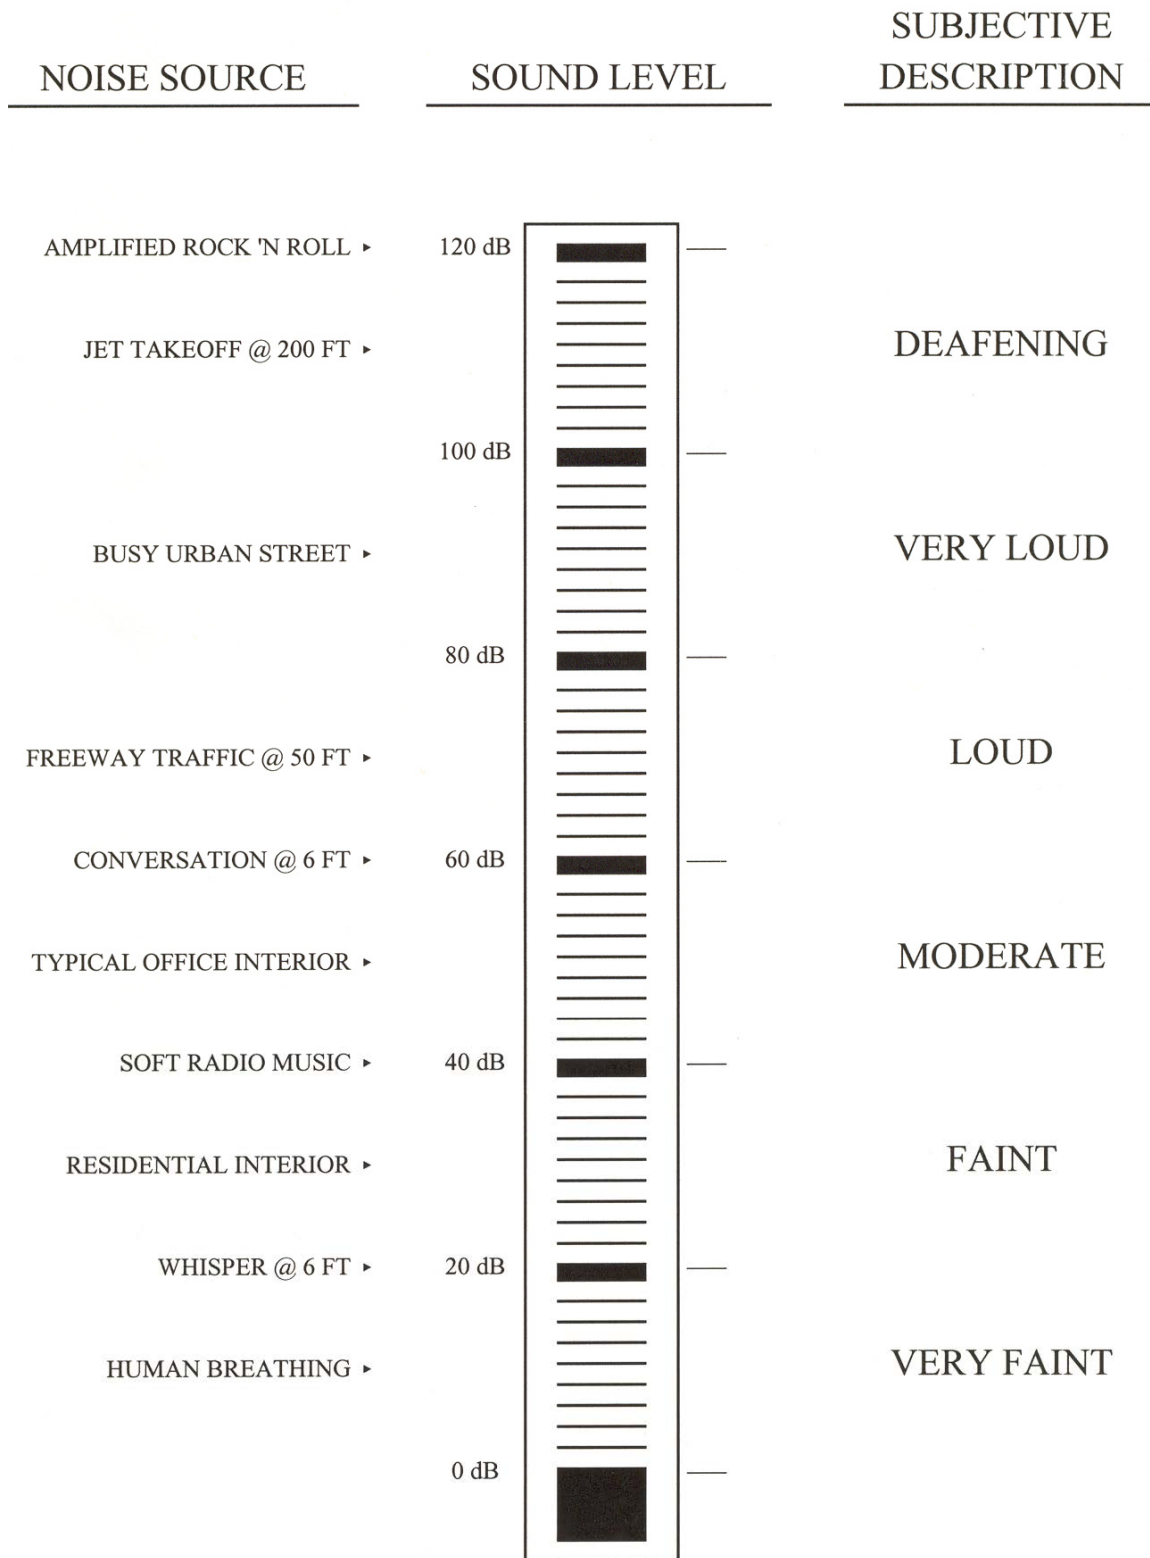 NOISE SOURCE
SOUND LEVEL
SUBJECTIVE
DESCRIPTION
AMPLIFIED ROCK 'N ROLL ▸ 120 dB
JET TAKEOFF @ 200 FT ▸ DEAFENING
100 dB
BUSY URBAN STREET ▸ VERY LOUD
80 dB
FREEWAY TRAFFIC @ 50 FT ▸ LOUD
CONVERSATION @ 6 FT ▸ 60 dB
TYPICAL OFFICE INTERIOR ▸ MODERATE
SOFT RADIO MUSIC ▸ 40 dB
RESIDENTIAL INTERIOR ▸ FAINT
WHISPER @ 6 FT ▸ 20 dB
HUMAN BREATHING ▸ VERY FAINT
0 dB